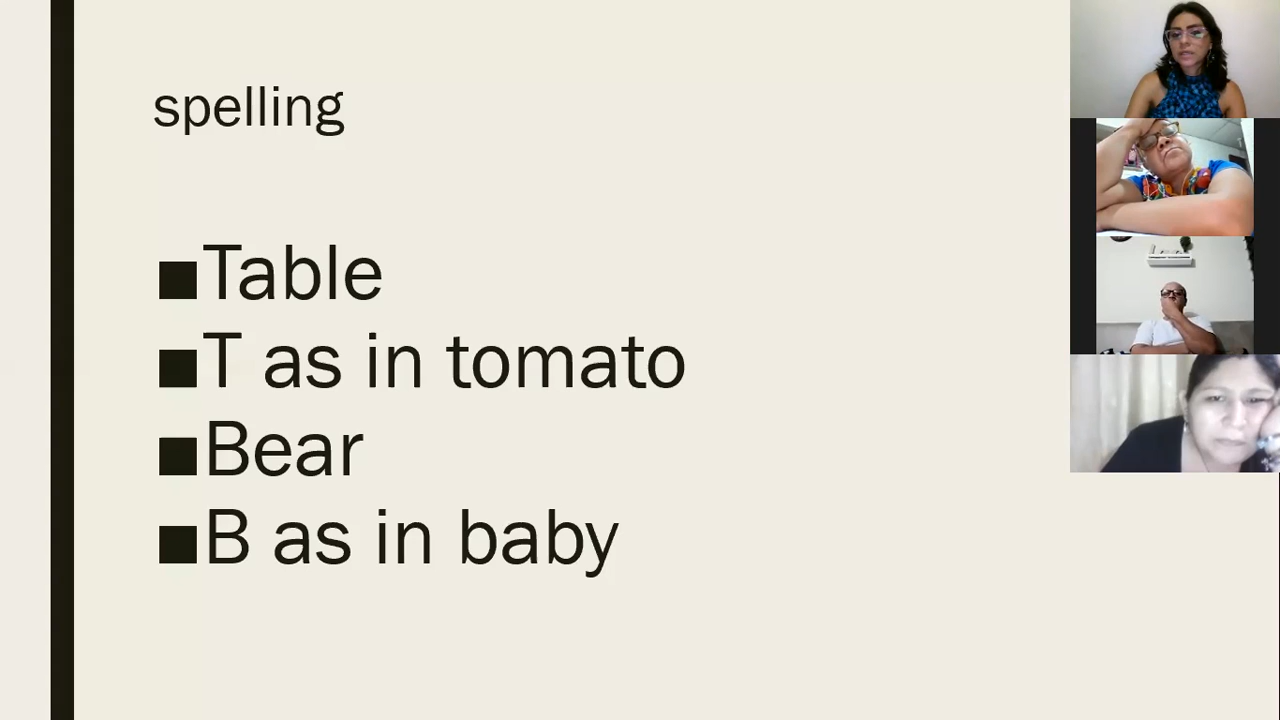 spelling
Table
T as in tomato
Bear
B as in baby